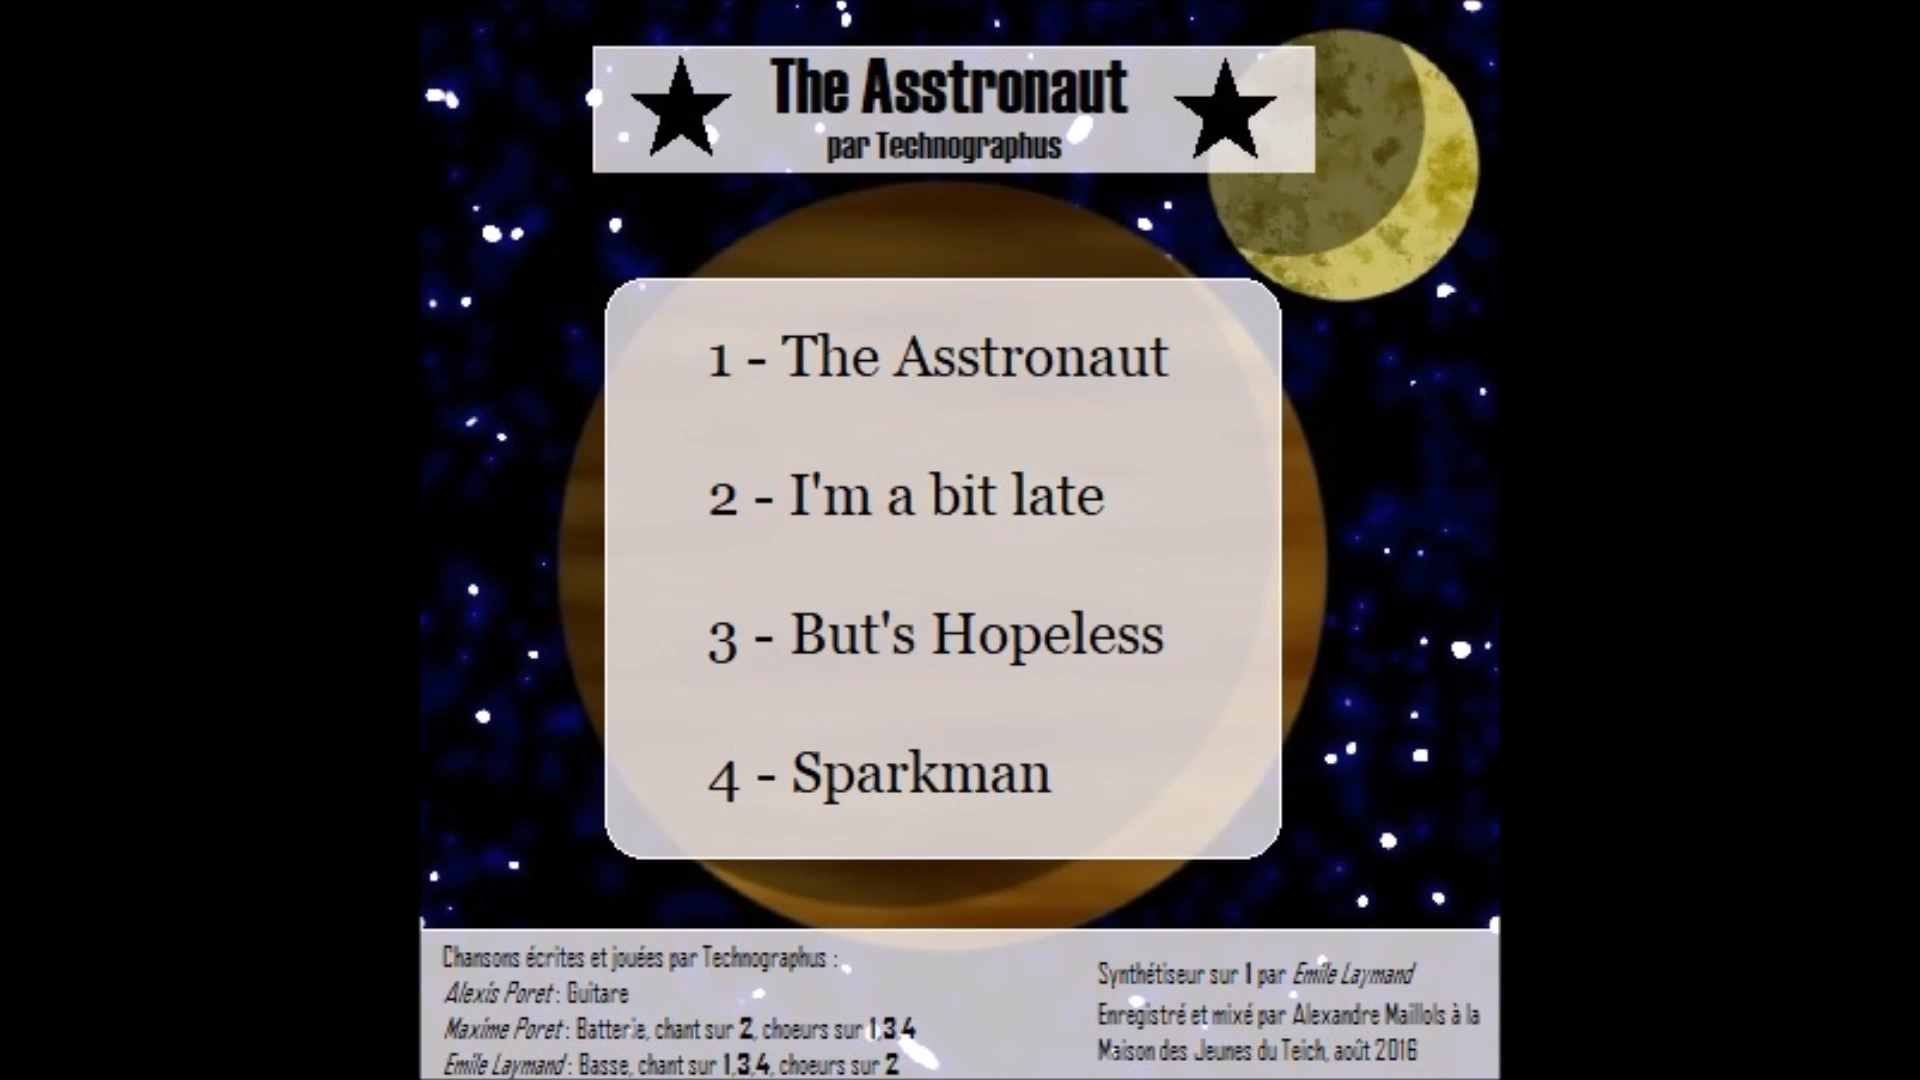 The Asstronaut
par Technographus
1 - The Asstronaut
2 - I'm a bit late
3 - But's Hopeless
4 - Sparkman
Chansons écrites et jouées par Technographus :
Alexis Poret : Guitare
Maxime Poret : Batterie, chant sur 2, choeurs sur 1,3,4
Emile Laymand : Basse, chant sur 1,3,4, choeurs sur 2
Synthétiseur sur 1 par Emile Laymand
Enregistré et mixé par Alexandre Maillols à la
Maison des Jeunes du Teich, août 2016